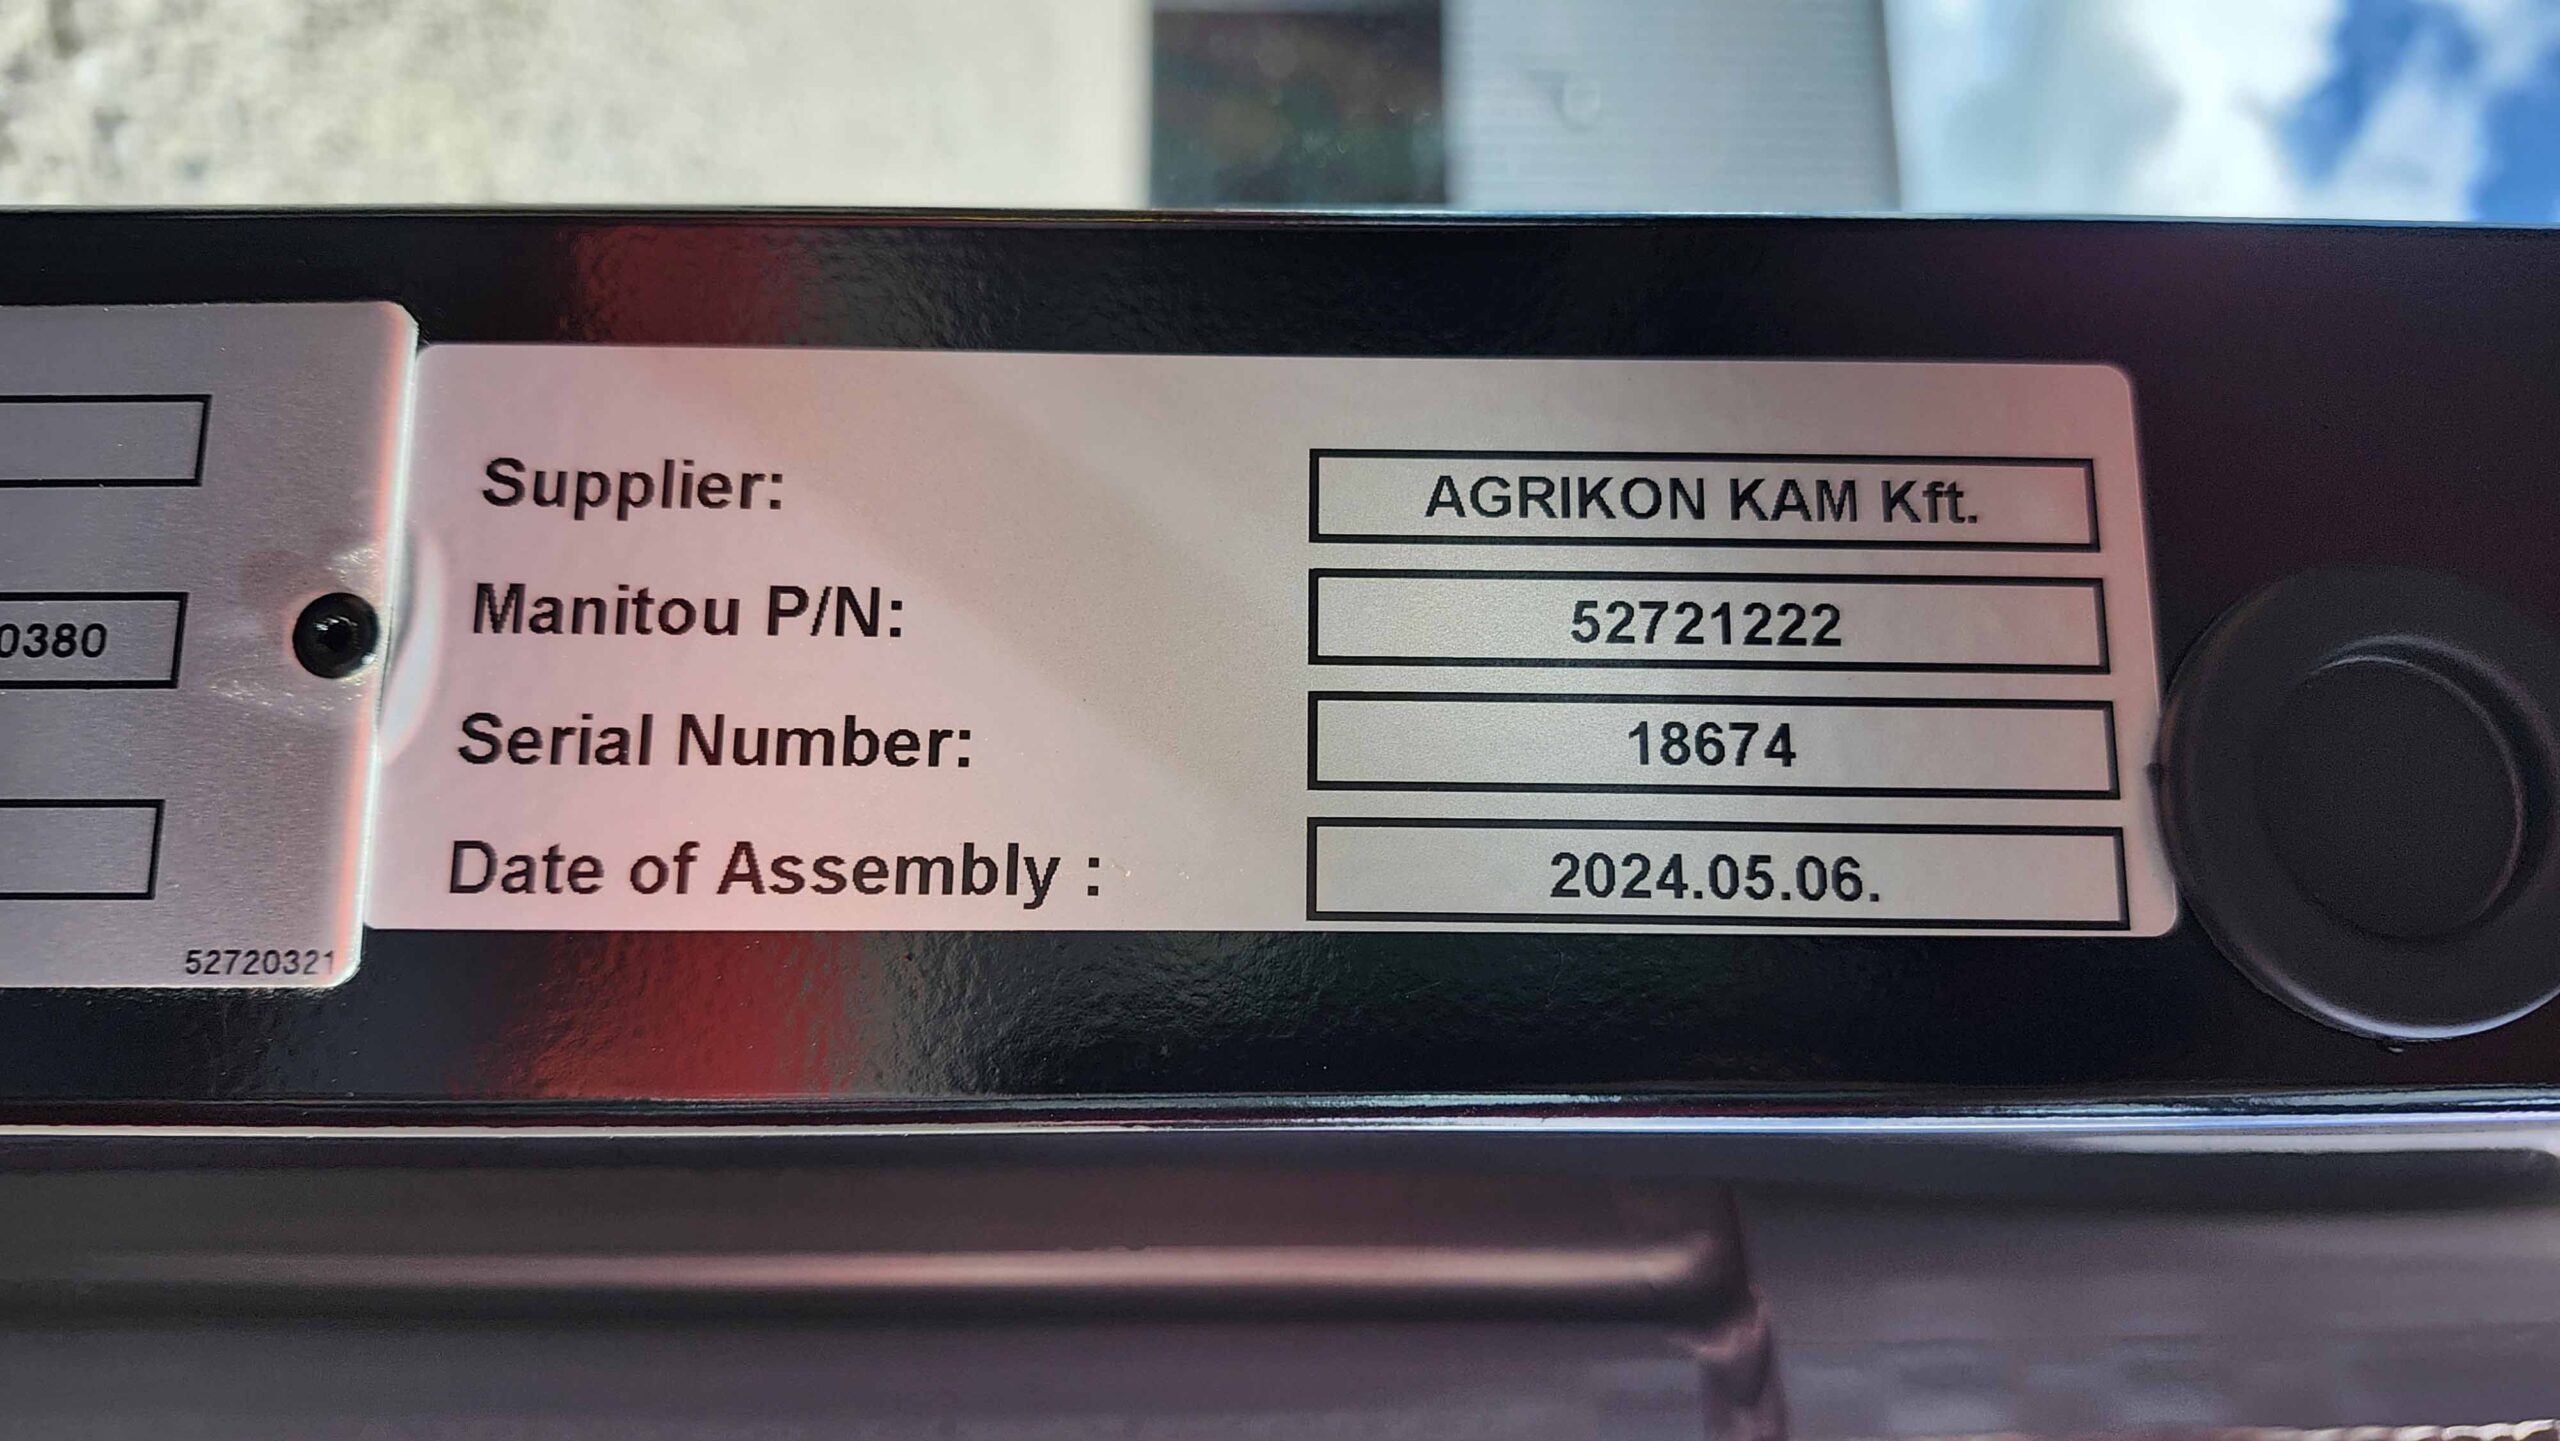 Supplier: AGRIKON KAM Kft.
Manitou P/N: 52721222
Serial Number: 18674
Date of Assembly : 2024.05.06.
0380
52720321